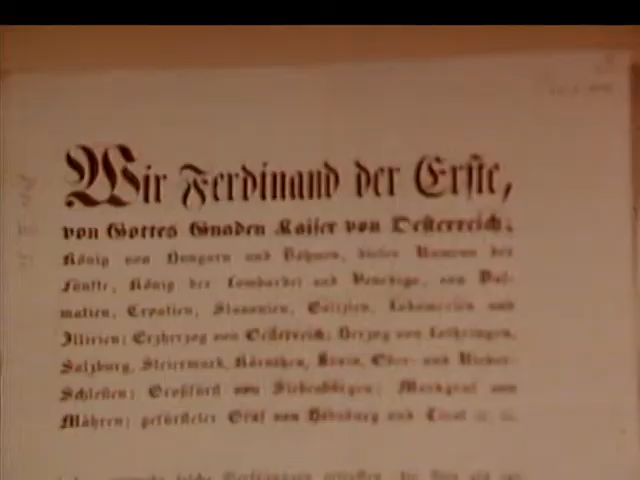 Wir Ferdinand der Erste,
von Gottes Gnaden Kaiser von Oesterreich;
König von Hungarn und Böhmen, dieses Namens der
Fünfte, König der Lombardei und Venedigs, von Dal-
matien, Croatien, Slavonien, Galizien, Lodomerien und
Illirien; Erzherzog von Oesterreich; Herzog von Lothringen,
Salzburg, Steiermark, Kärnthen, Krain, Ober- und Nieder-
Schlesien; Großfürst von Siebenbürgen; Markgraf von
Mähren; gefürsteter Graf von Habsburg und Tirol ꝛc. ꝛc.